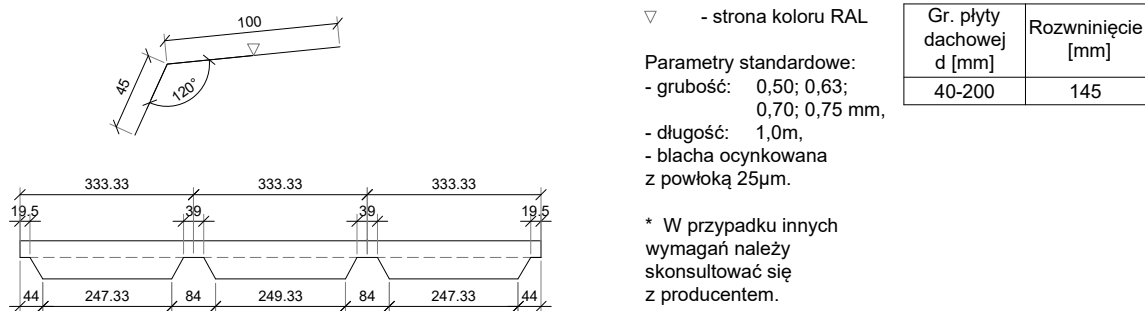 100
45
120°
333.33 333.33 333.33
19.5 39 39 19.5
44 247.33 84 249.33 84 247.33 44
- strona koloru RAL
Parametry standardowe:
- grubość: 0,50; 0,63;
0,70; 0,75 mm,
- długość: 1,0m,
- blacha ocynkowana
z powłoką 25µm.
* W przypadku innych
wymagań należy
skonsultować się
z producentem.
Gr. płyty
dachowej
d [mm]
Rozwninięcie
[mm]
40-200 145